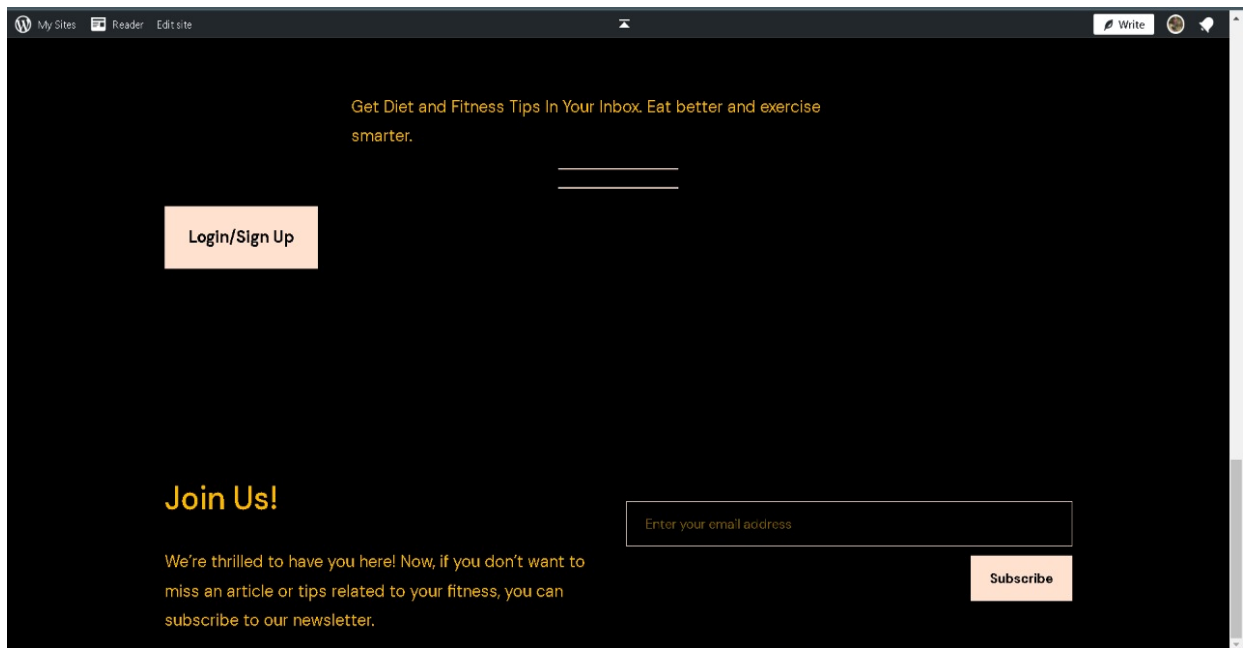 My Sites Reader Edit site Write
Get Diet and Fitness Tips In Your Inbox. Eat better and exercise
smarter.
Login/Sign Up
Join Us!
Enter your email address
We're thrilled to have you here! Now, if you don't want to
miss an article or tips related to your fitness, you can
subscribe to our newsletter.
Subscribe